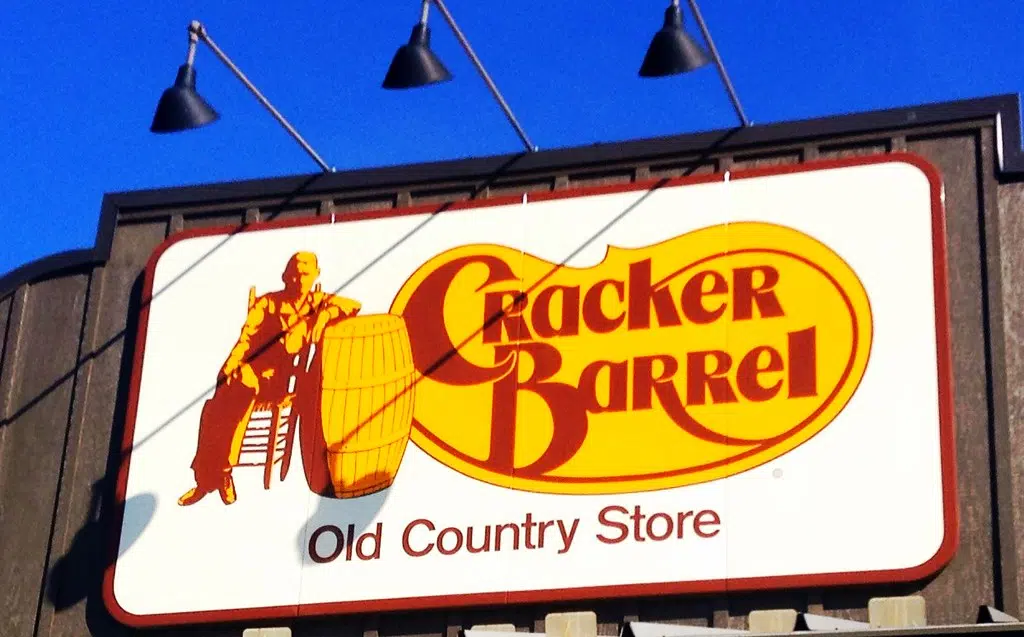 Cracker
Barrel
Old Country Store